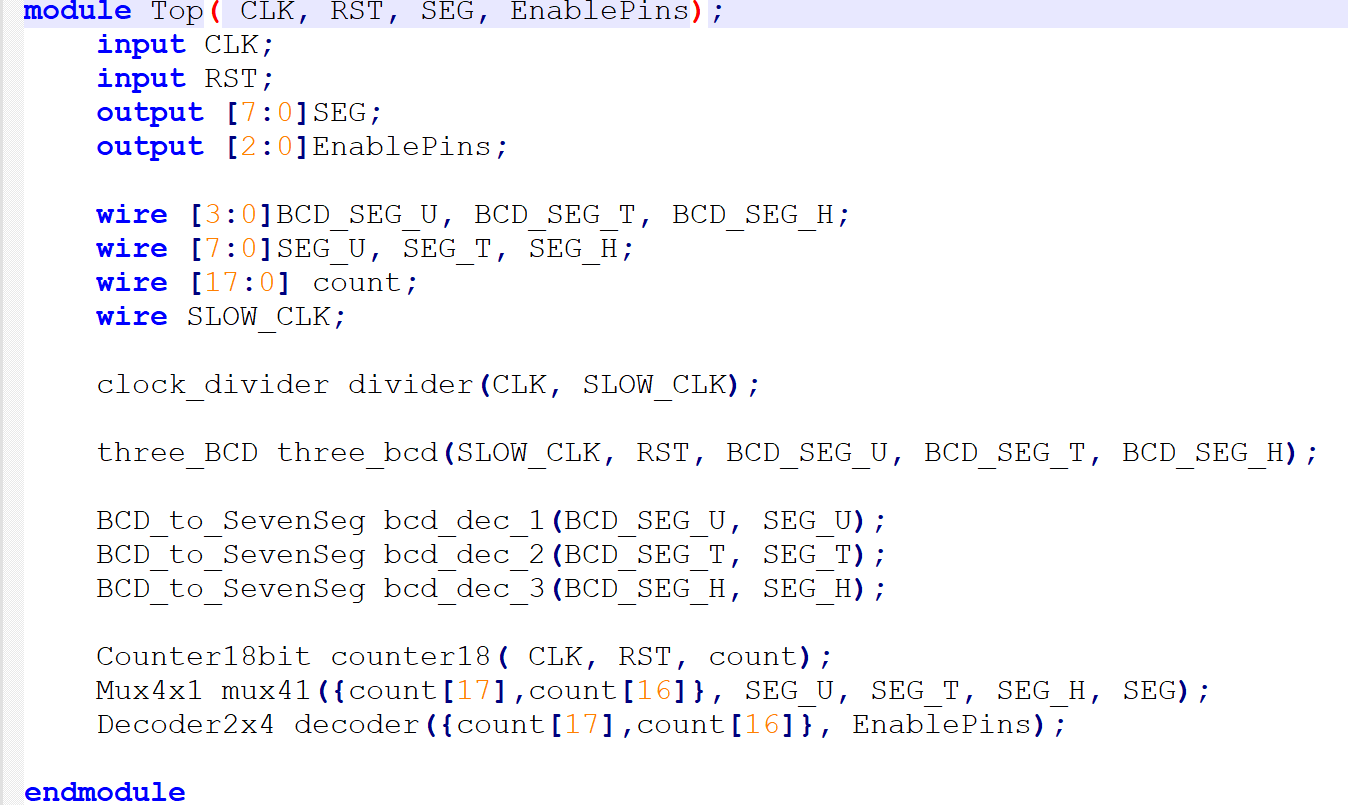 module Top( CLK, RST, SEG, EnablePins);
input CLK;
input RST;
output [7:0]SEG;
output [2:0]EnablePins;
wire [3:0]BCD_SEG_U, BCD_SEG_T, BCD_SEG_H;
wire [7:0]SEG_U, SEG_T, SEG_H;
wire [17:0] count;
wire SLOW_CLK;
clock_divider divider(CLK, SLOW_CLK);
three_BCD three_bcd(SLOW_CLK, RST, BCD_SEG_U, BCD_SEG_T, BCD_SEG_H);
BCD_to_SevenSeg bcd_dec_1(BCD_SEG_U, SEG_U);
BCD_to_SevenSeg bcd_dec_2(BCD_SEG_T, SEG_T);
BCD_to_SevenSeg bcd_dec_3(BCD_SEG_H, SEG_H);
Counter18bit counter18( CLK, RST, count);
Mux4x1 mux41({count[17],count[16]}, SEG_U, SEG_T, SEG_H, SEG);
Decoder2x4 decoder({count[17],count[16]}, EnablePins);
endmodule